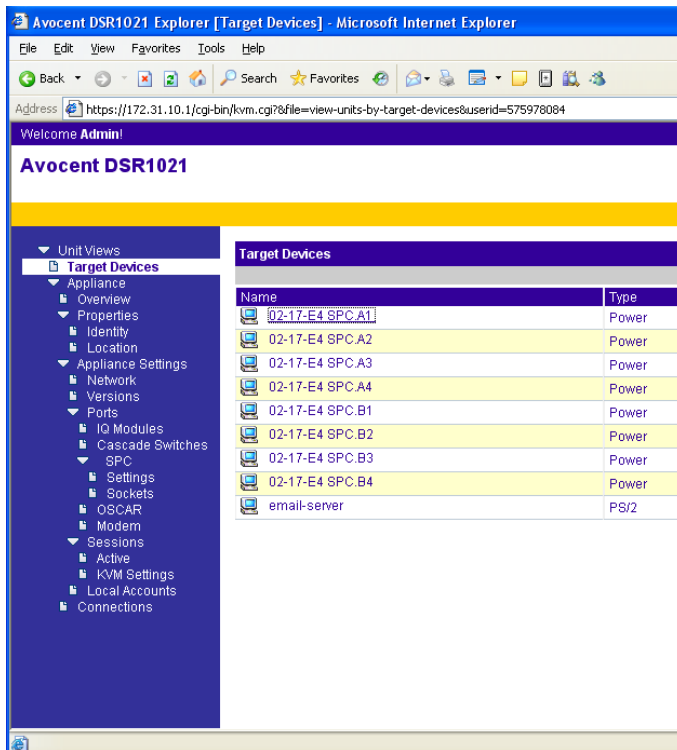 Avocent DSR1021 Explorer [Target Devices] - Microsoft Internet Explorer
File Edit View Favorites Tools Help
Back Search Favorites
Address https://172.31.10.1/cgi-bin/kvm.cgi?&file=view-units-by-target-devices&userid=575978084
Welcome Admin!
Avocent DSR1021
Unit Views
Target Devices
Appliance
Overview
Properties
Identity
Location
Appliance Settings
Network
Versions
Ports
IQ Modules
Cascade Switches
SPC
Settings
Sockets
OSCAR
Modem
Sessions
Active
KVM Settings
Local Accounts
Connections
Target Devices
Name Type
02-17-E4 SPC.A1 Power
02-17-E4 SPC.A2 Power
02-17-E4 SPC.A3 Power
02-17-E4 SPC.A4 Power
02-17-E4 SPC.B1 Power
02-17-E4 SPC.B2 Power
02-17-E4 SPC.B3 Power
02-17-E4 SPC.B4 Power
email-server PS/2